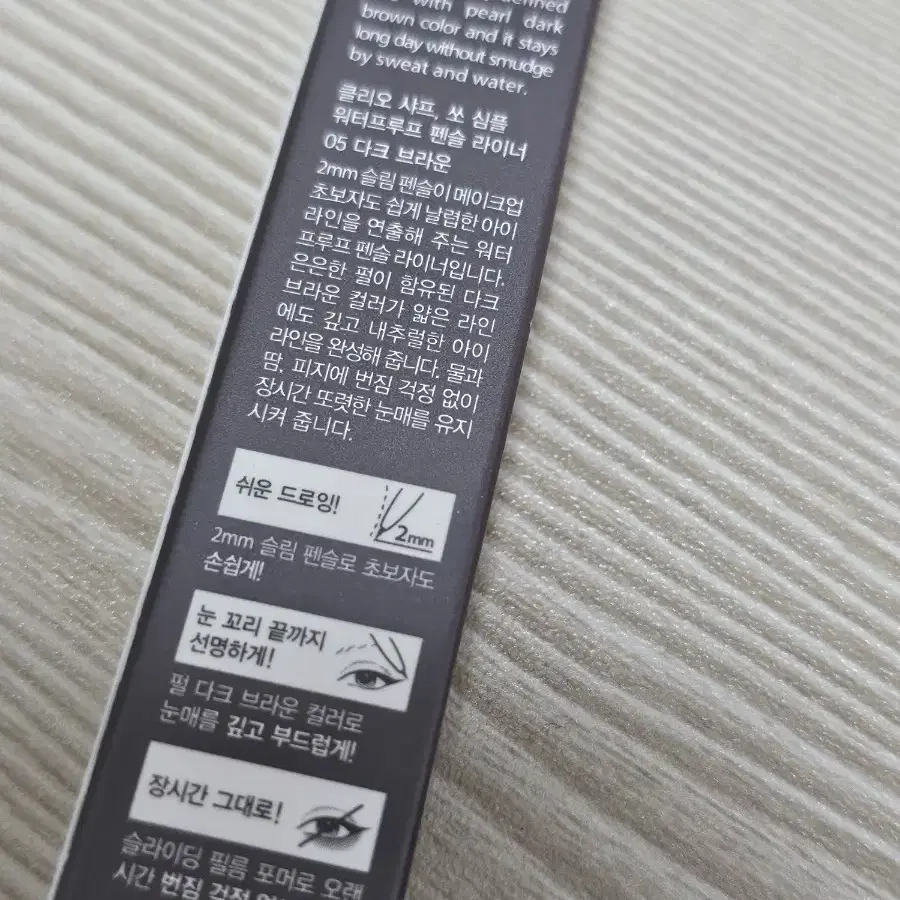 defined
with pearl dark
brown color and it stays
long day without smudge
by sweat and water.
클리오 샤프, 쏘 심플
워터프루프 펜슬 라이너
05 다크 브라운
2mm 슬림 펜슬이 메이크업
초보자도 쉽게 날렵한 아이
라인을 연출해 주는 워터
프루프 펜슬 라이너입니다.
은은한 펄이 함유된 다크
브라운 컬러가 얇은 라인
에도 깊고 내추럴한 아이
라인을 완성해 줍니다. 물과
땀, 피지에 번짐 걱정 없이
장시간 또렷한 눈매를 유지
시켜 줍니다.
쉬운 드로잉!
2mm
2mm 슬림 펜슬로 초보자도
손쉽게!
눈 꼬리 끝까지
선명하게!
펄 다크 브라운 컬러로
눈매를 깊고 부드럽게!
장시간 그대로!
슬라이딩 필름 포머로 오랜
시간 번짐 걱정